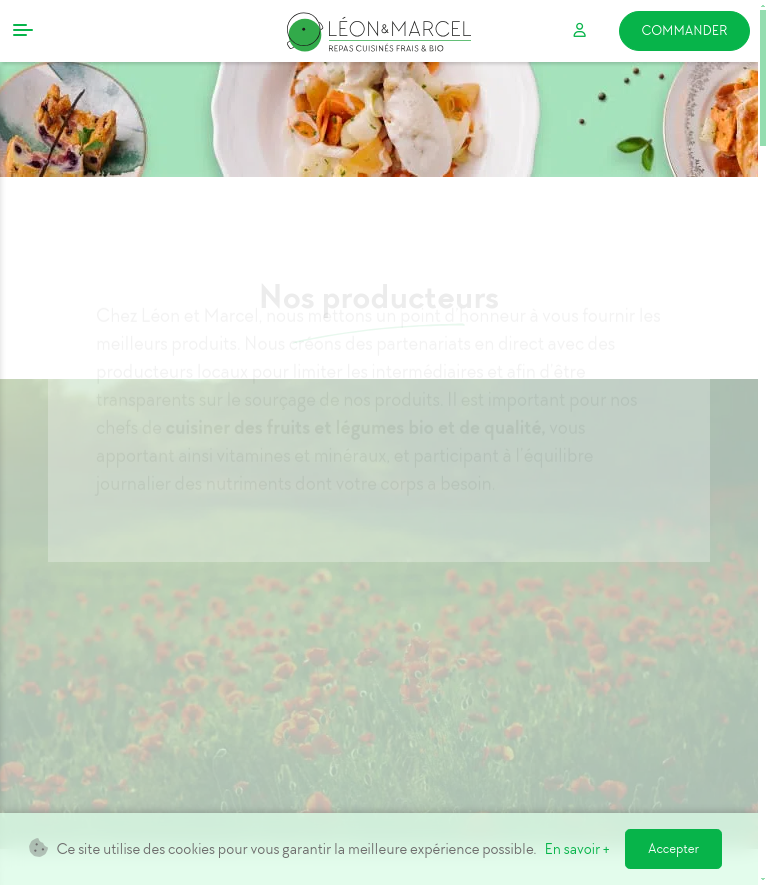 LÉON&MARCEL
REPAS CUISINÉS FRAIS & BIO
COMMANDER
Nos producteurs
Chez Léon et Marcel, nous mettons un point d'honneur à vous fournir les
meilleurs produits. Nous créons des partenariats en direct avec des
producteurs locaux pour limiter les intermédiaires et afin d'être
transparents sur le sourçage de nos produits. Il est important pour nos
chefs de cuisiner des fruits et légumes bio et de qualité, vous
apportant ainsi vitamines et minéraux, et participant à l'équilibre
journalier des nutriments dont votre corps a besoin.
Ce site utilise des cookies pour vous garantir la meilleure expérience possible. En savoir + Accepter